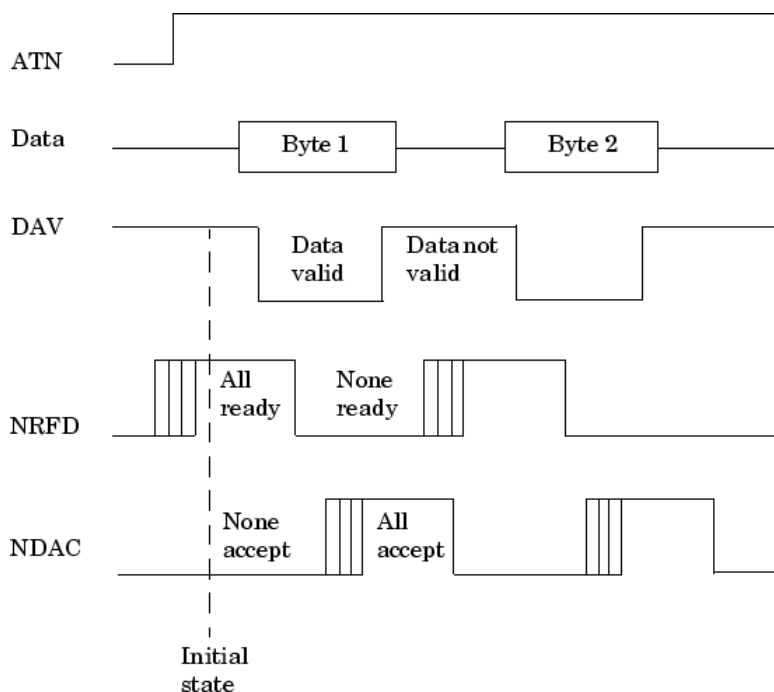 ATN
Data
Byte 1
Byte 2
DAV
Data
valid
Data not
valid
NRFD
All
ready
None
ready
NDAC
None
accept
All
accept
Initial
state